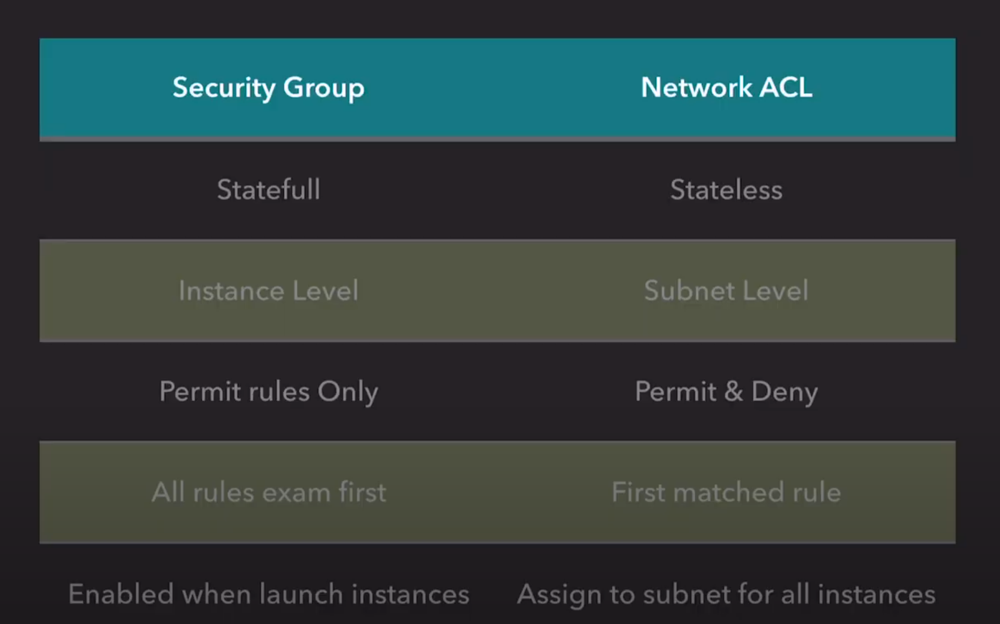 Security Group Network ACL
Statefull Stateless
Instance Level Subnet Level
Permit rules Only Permit & Deny
All rules exam first First matched rule
Enabled when launch instances Assign to subnet for all instances